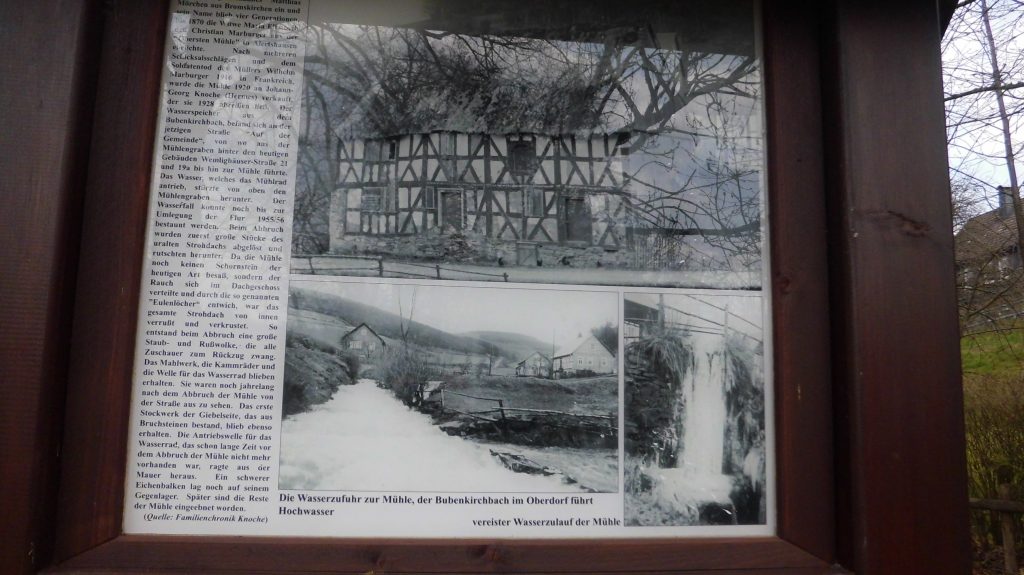 Matthias
Märchen aus Bromskirchen ein und
sein Name blieb vier Generationen
1870 die Witwe Maria
den Christian Marburger aus der
"Obersten Mühle" in Alertshausen
Nach mehreren
Schicksalsschlägen und dem
Soldatentod des Müllers Wilhelm
Marburger 1916 in Frankreich,
wurde die Mühle 1920 an Johann-
Georg Knoche (Hennes) verkauft,
der sie 1928 abreißen ließ. Der
Wasserspeicher aus dem
Bubenkirchbach, befand sich an der
jetzigen Straße "Auf der
Gemeinde", von wo aus der
Mühlengraben hinter den heutigen
Gebäuden Wemlighäuser-Straße 21
und 19a bis hin zur Mühle führte.
Das Wasser, welches das Mühlrad
antrieb, stürzte von oben den
Mühlengraben herunter. Der
Wasserfall konnte noch bis zur
Umlegung der Flur 1955/56
bestaunt werden. Beim Abbruch
wurden zuerst große Stücke des
uralten Strohdachs abgelöst und
rutschten herunter. Da die Mühle
noch keinen Schornstein der
heutigen Art besaß, sondern der
Rauch sich im Dachgeschoss
verteilte und durch die so genannten
"Eulenlöcher" entwich, war das
gesamte Strohdach von innen
verrußt und verkrustet. So
entstand beim Abbruch eine große
Staub- und Rußwolke, die alle
Zuschauer zum Rückzug zwang.
Das Mahlwerk, die Kammräder und
die Welle für das Wasserrad blieben
erhalten. Sie waren noch jahrelang
nach dem Abbruch der Mühle von
der Straße aus zu sehen. Das erste
Stockwerk der Giebelseite, das aus
Bruchsteinen bestand, blieb ebenso
erhalten. Die Antriebswelle für das
Wasserrad, das schon lange Zeit vor
dem Abbruch der Mühle nicht mehr
vorhanden war, ragte aus der
Mauer heraus. Ein schwerer
Eichenbalken lag noch auf seinem
Gegenlager. Später sind die Reste
der Mühle eingeebnet worden.
(Quelle: Familienchronik Knoche)
Die Wasserzufuhr zur Mühle, der Bubenkirchbach im Oberdorf führt
Hochwasser
vereister Wasserzulauf der Mühle